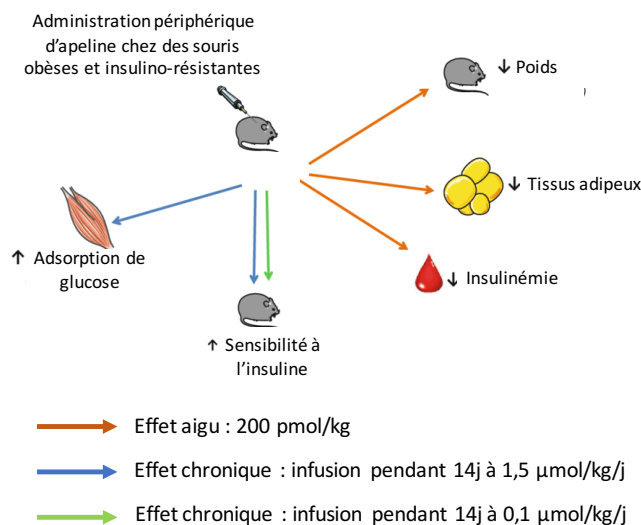 Administration périphérique
d'apeline chez des souris
obèses et insulino-résistantes
↓ Poids
,
↓ Tissus adipeux
↓ Insulinémie
↑ Adsorption de
glucose
↑ Sensibilité à
l'insuline
Effet aigu : 200 pmol/kg
Effet chronique : infusion pendant 14j à 1,5 µmol/kg/j
Effet chronique : infusion pendant 14j à 0,1 µmol/kg/j